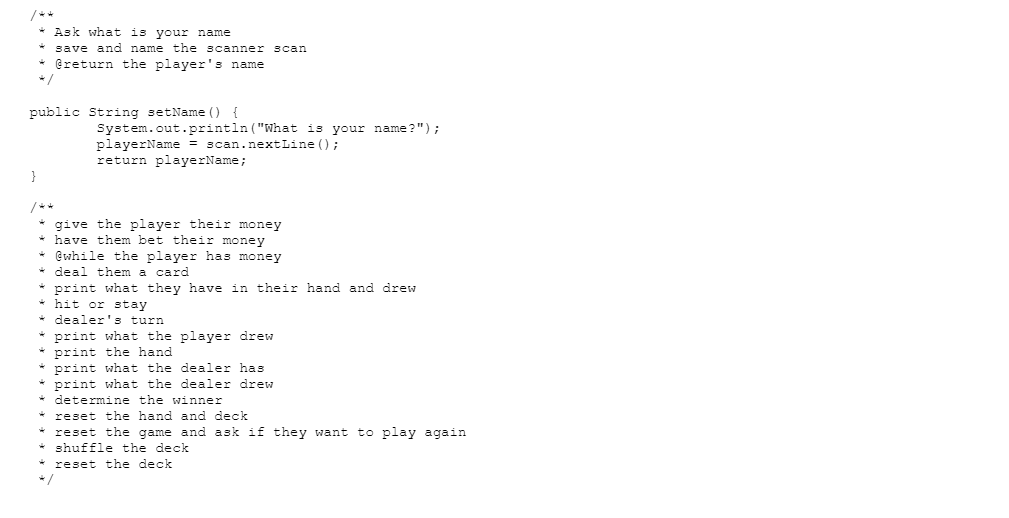 /**
* Ask what is your name
* save and name the scanner scan
* @return the player's name
*/
public String setName() {
System.out.println("What is your name?");
playerName = scan.nextLine();
return playerName;
}
/**
* give the player their money
* have them bet their money
* @while the player has money
* deal them a card
* print what they have in their hand and drew
* hit or stay
* dealer's turn
* print what the player drew
* print the hand
* print what the dealer has
* print what the dealer drew
* determine the winner
* reset the hand and deck
* reset the game and ask if they want to play again
* shuffle the deck
* reset the deck
*/